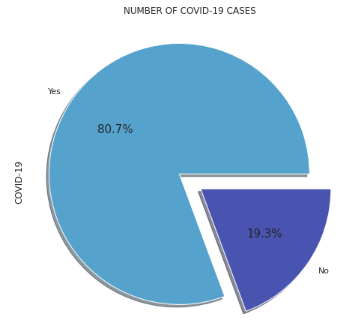 NUMBER OF COVID-19 CASES
Yes
80.7%
COVID-19
19.3%
No